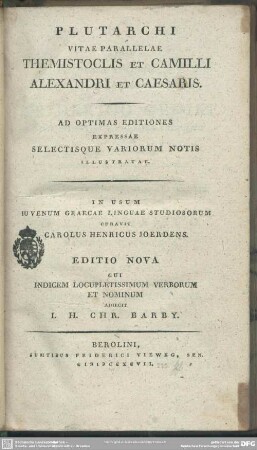 PLUTARCHI
VITAE PARALLELAE
THEMISTOCLIS ET CAMILLI
ALEXANDRI ET CAESARIS.
AD OPTIMAS EDITIONES
EXPRESSAE
SELECTISQUE VARIORUM NOTIS
ILLUSTRATAE.
IN USUM
IUVENUM GRAECAE LINGUAE STUDIOSORUM
CURAVIT
CAROLUS HENRICUS IOERDENS.
EDITIO NOVA
CUI
INDICEM LOCUPLETISSIMUM VERBORUM
ET NOMINUM
ADIECIT
I. H. CHR. BARBY.
BEROLINI,
SUMTIBUS FRIDERICI VIEWEG, SEN.
DFG